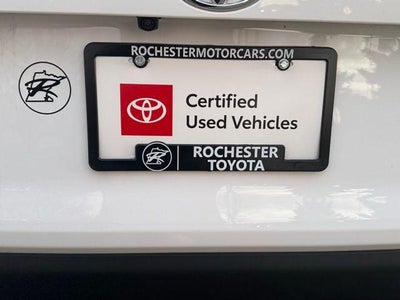 ROCHESTERMOTORCARS.COM
Certified
Used Vehicles
ROCHESTER
TOYOTA